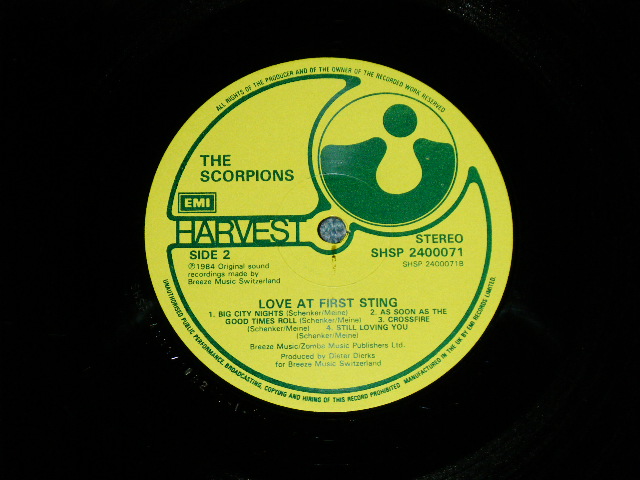 ALL RIGHTS OF THE PRODUCER AND OF THE OWNER OF THE RECORDED WORK RESERVED
THE
SCORPIONS
EMI
HARVEST
SIDE 2
STEREO
SHSP 2400071
SHSP 2400071B
℗1984 Original sound
recordings made by
Breeze Music Switzerland
LOVE AT FIRST STING
1. BIG CITY NIGHTS (Schenker/Meine) 2. AS SOON AS THE
GOOD TIMES ROLL (Schenker/Meine) 3. CROSSFIRE
(Schenker/Meine) 4. STILL LOVING YOU
(Schenker/Meine)
Breeze Music/Zomba Music Publishers Ltd.
Produced by Dieter Dierks
for Breeze Music Switzerland
UNAUTHORISED PUBLIC PERFORMANCE, BROADCASTING, COPYING AND HIRING OF THIS RECORD PROHIBITED. MANUFACTURED IN THE UK BY EMI RECORDS LIMITED.